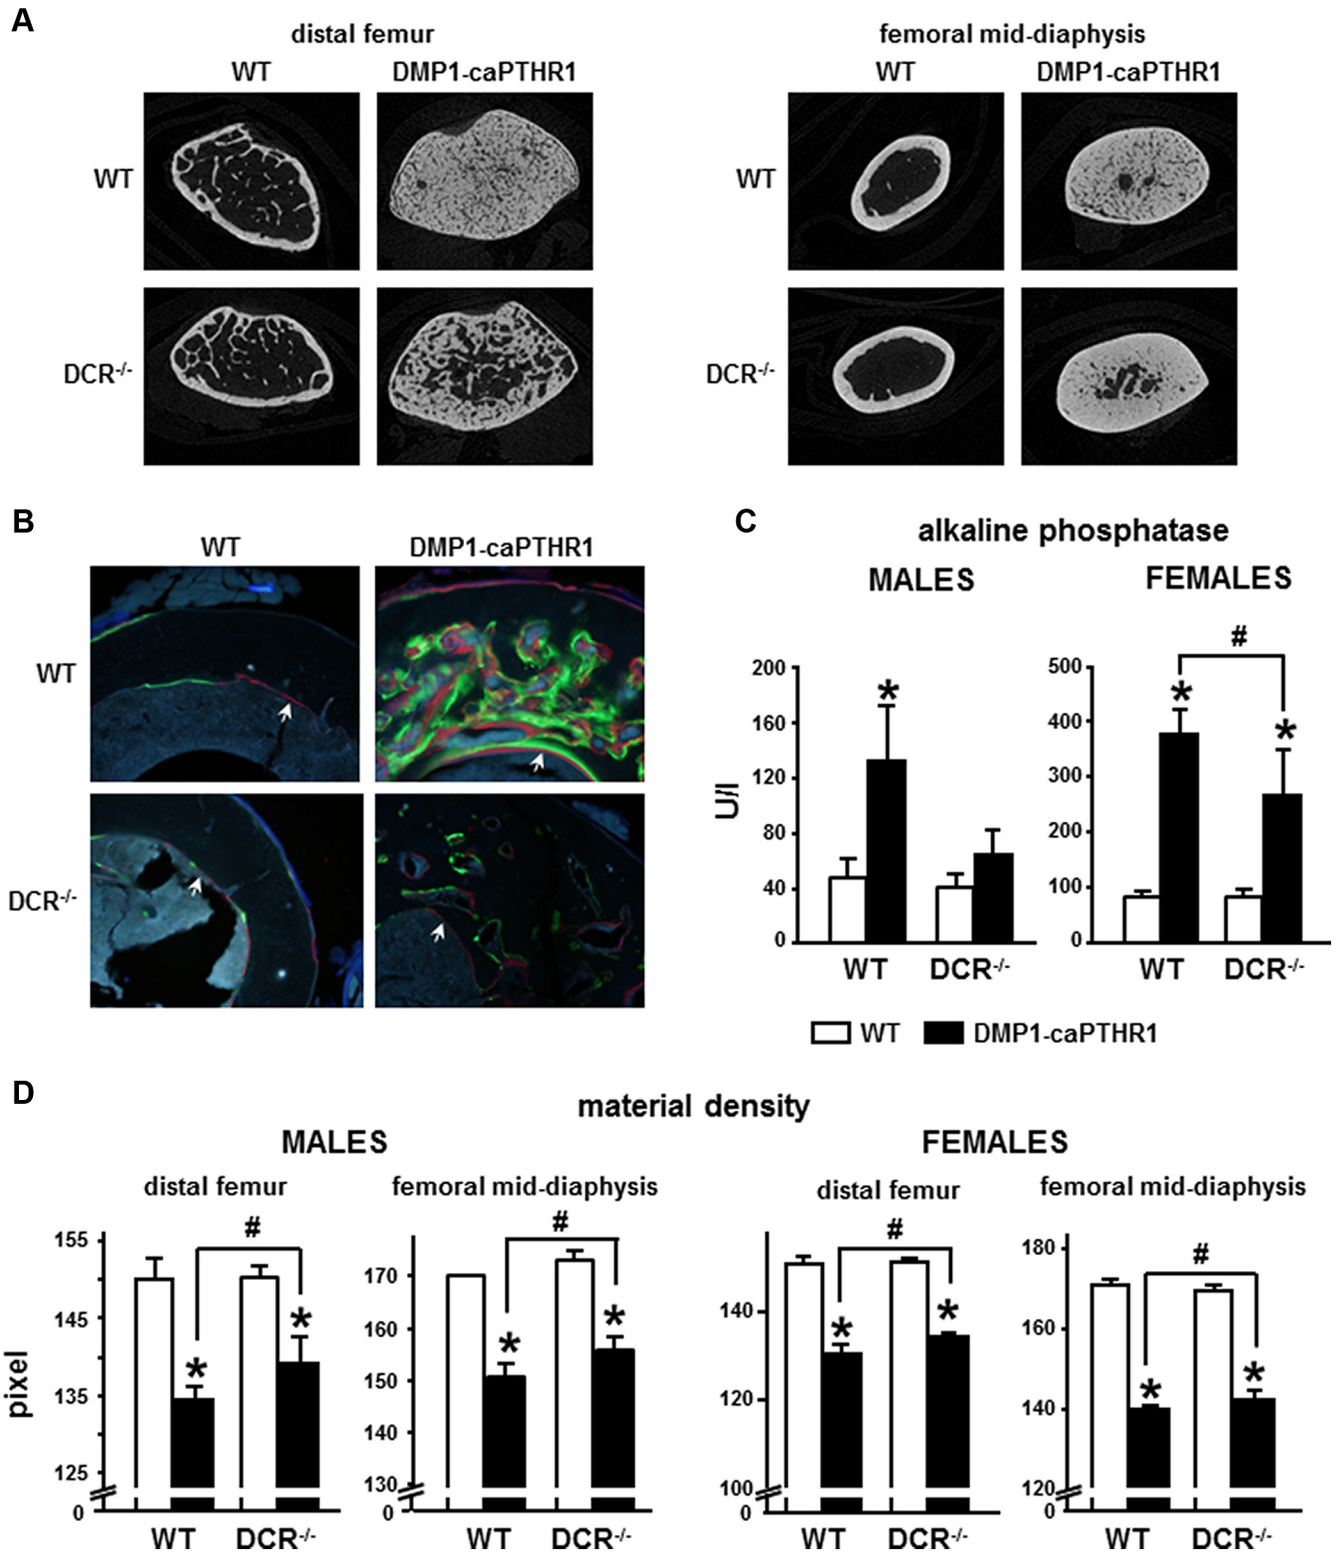 A
distal femur
femoral mid-diaphysis
WT
DMP1-caPTHR1
WT
DMP1-caPTHR1
WT
WT
DCR-/-
DCR-/-
B
WT
DMP1-caPTHR1
WT
DCR-/-
C
alkaline phosphatase
MALES
FEMALES
U/l
200
160
120
80
40
0
*
WT
DCR-/-
500
400
300
200
100
0
#
*
*
WT
DCR-/-
WT
DMP1-caPTHR1
D
material density
MALES
FEMALES
distal femur
femoral mid-diaphysis
distal femur
femoral mid-diaphysis
pixel
155
145
135
125
0
#
*
*
WT
DCR-/-
170
160
150
140
130
0
#
*
*
WT
DCR-/-
140
120
100
0
#
*
*
WT
DCR-/-
180
160
140
120
0
#
*
*
WT
DCR-/-